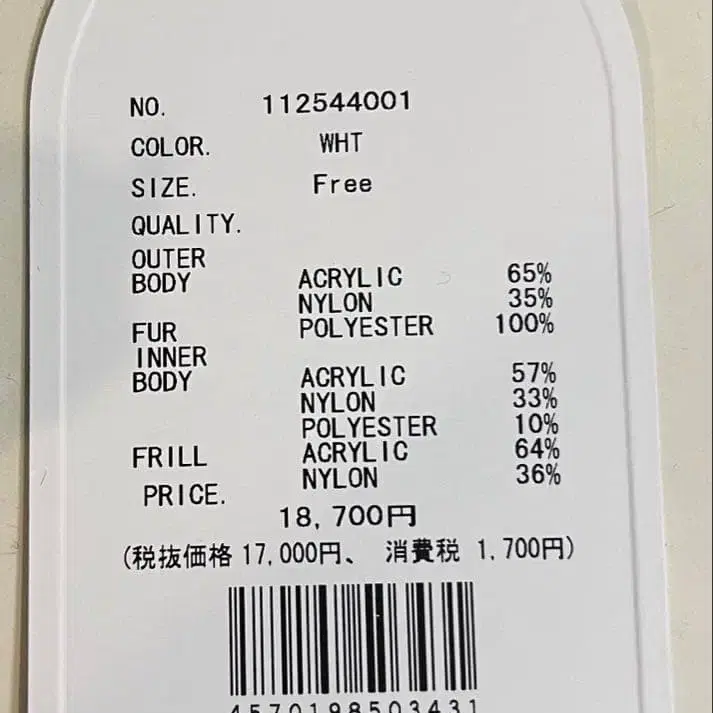 NO. 112544001
COLOR. WHT
SIZE. Free
QUALITY.
OUTER
BODY ACRYLIC 65%
NYLON 35%
FUR POLYESTER 100%
INNER
BODY ACRYLIC 57%
NYLON 33%
POLYESTER 10%
FRILL ACRYLIC 64%
NYLON 36%
PRICE.
18,700円
(税抜価格 17,000円、 消費税 1,700円)
4570198503431